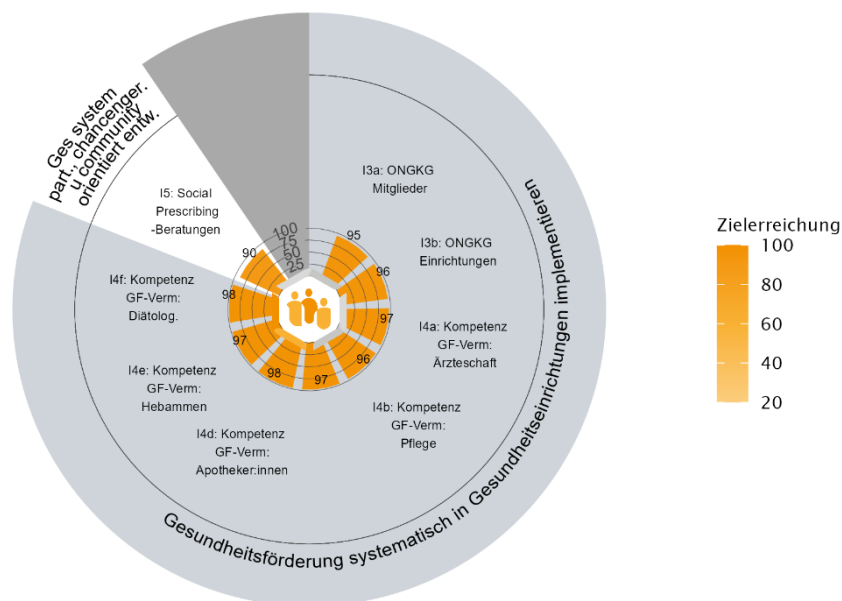 Ges system
part., chancenger.
u community
orientiert entw.
Gesundheitsförderung systematisch in Gesundheitseinrichtungen implementieren
I3a: ONGKG
Mitglieder
I3b: ONGKG
Einrichtungen
I4a: Kompetenz
GF-Verm:
Ärzteschaft
I4b: Kompetenz
GF-Verm:
Pflege
I4d: Kompetenz
GF-Verm:
Apotheker:innen
I4e: Kompetenz
GF-Verm:
Hebammen
I4f: Kompetenz
GF-Verm:
Diätolog.
I5: Social
Prescribing
-Beratungen
100
75
50
25
95
96
97
96
97
98
97
98
90
Zielerreichung
100
80
60
40
20